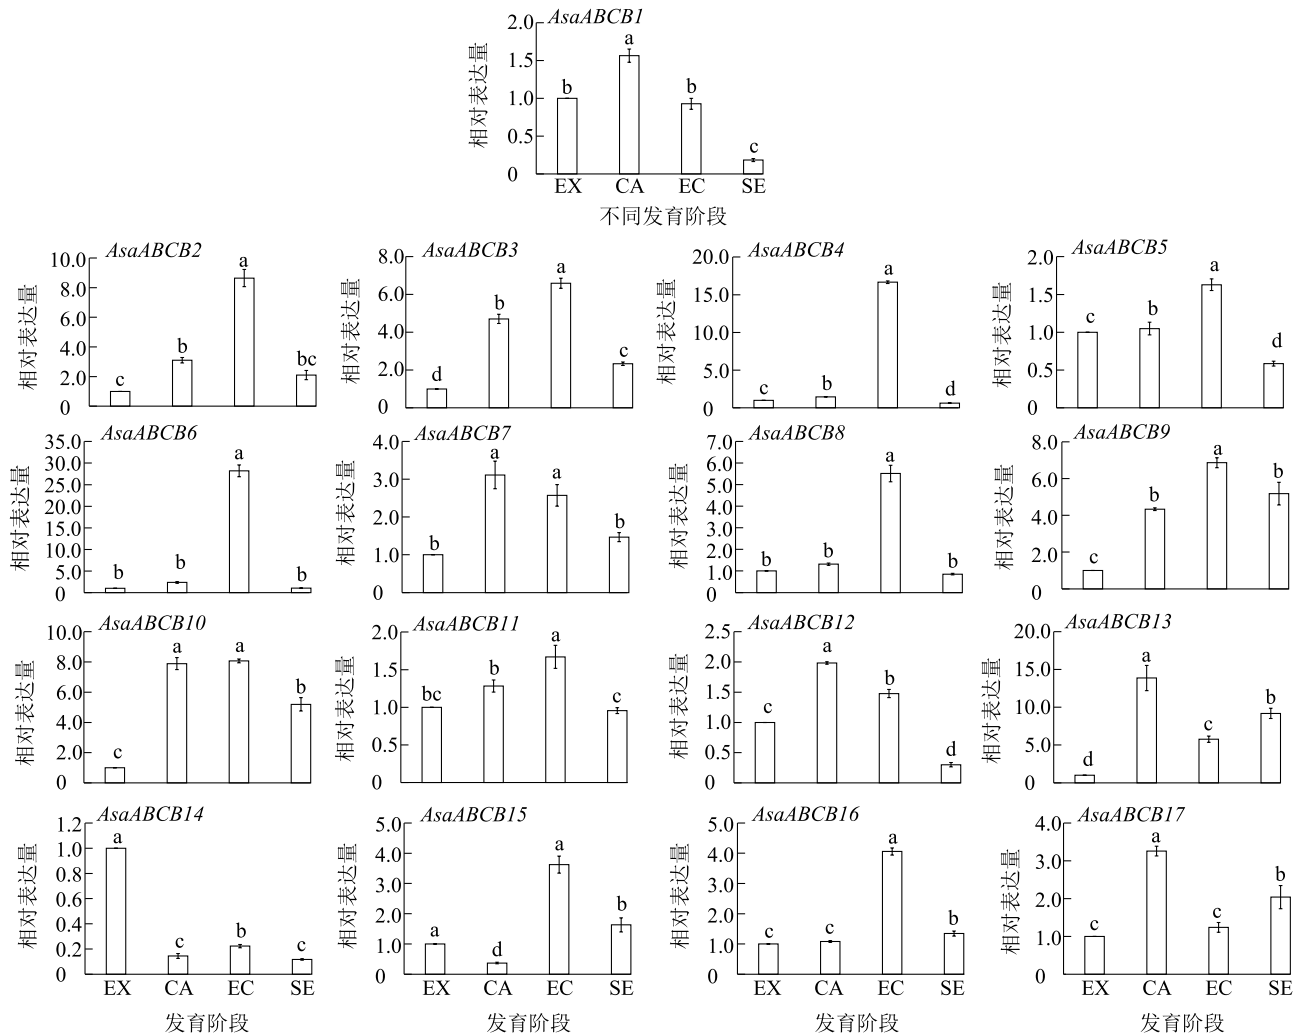 AsaABCB1
2.0
1.5
1.0
0.5
0
相对表达量
b
a
b
c
EX CA EC SE
不同发育阶段
AsaABCB2
10.0
8.0
6.0
4.0
2.0
0
相对表达量
c
b
a
bc
AsaABCB3
8.0
6.0
4.0
2.0
0
相对表达量
d
b
a
c
AsaABCB4
20.0
15.0
10.0
5.0
0
相对表达量
c
b
a
d
AsaABCB5
2.0
1.5
1.0
0.5
0
相对表达量
c
b
a
d
AsaABCB6
35.0
30.0
25.0
20.0
15.0
10.0
5.0
0
相对表达量
b
b
a
b
AsaABCB7
4.0
3.0
2.0
1.0
0
相对表达量
b
a
a
b
AsaABCB8
7.0
6.0
5.0
4.0
3.0
2.0
1.0
0
相对表达量
b
b
a
b
AsaABCB9
8.0
6.0
4.0
2.0
0
相对表达量
c
b
a
b
AsaABCB10
10.0
8.0
6.0
4.0
2.0
0
相对表达量
c
a
a
b
AsaABCB11
2.0
1.5
1.0
0.5
0
相对表达量
bc
b
a
c
AsaABCB12
2.5
2.0
1.5
1.0
0.5
0
相对表达量
c
a
b
d
AsaABCB13
20.0
15.0
10.0
5.0
0
相对表达量
d
a
c
b
AsaABCB14
1.2
1.0
0.8
0.6
0.4
0.2
0
相对表达量
a
c
b
c
EX CA EC SE
发育阶段
AsaABCB15
5.0
4.0
3.0
2.0
1.0
0
相对表达量
a
d
a
b
EX CA EC SE
发育阶段
AsaABCB16
5.0
4.0
3.0
2.0
1.0
0
相对表达量
c
c
a
b
EX CA EC SE
发育阶段
AsaABCB17
4.0
3.0
2.0
1.0
0
相对表达量
c
a
c
b
EX CA EC SE
发育阶段